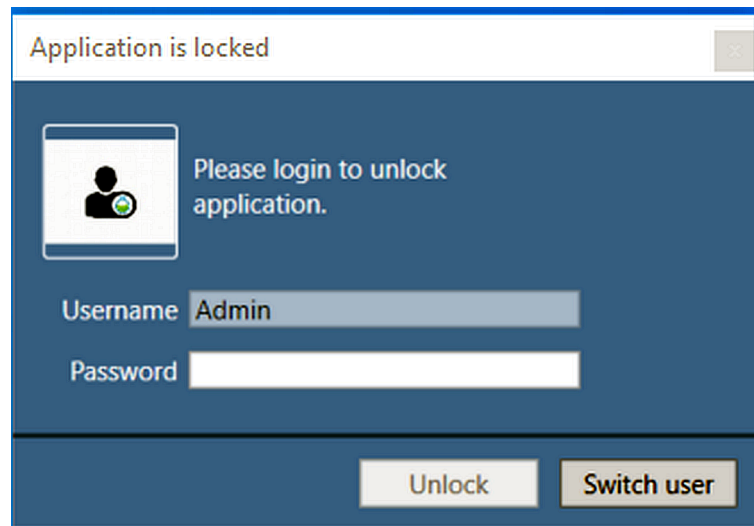 Application is locked
x
Please login to unlock
application.
Username Admin
Password
Unlock Switch user